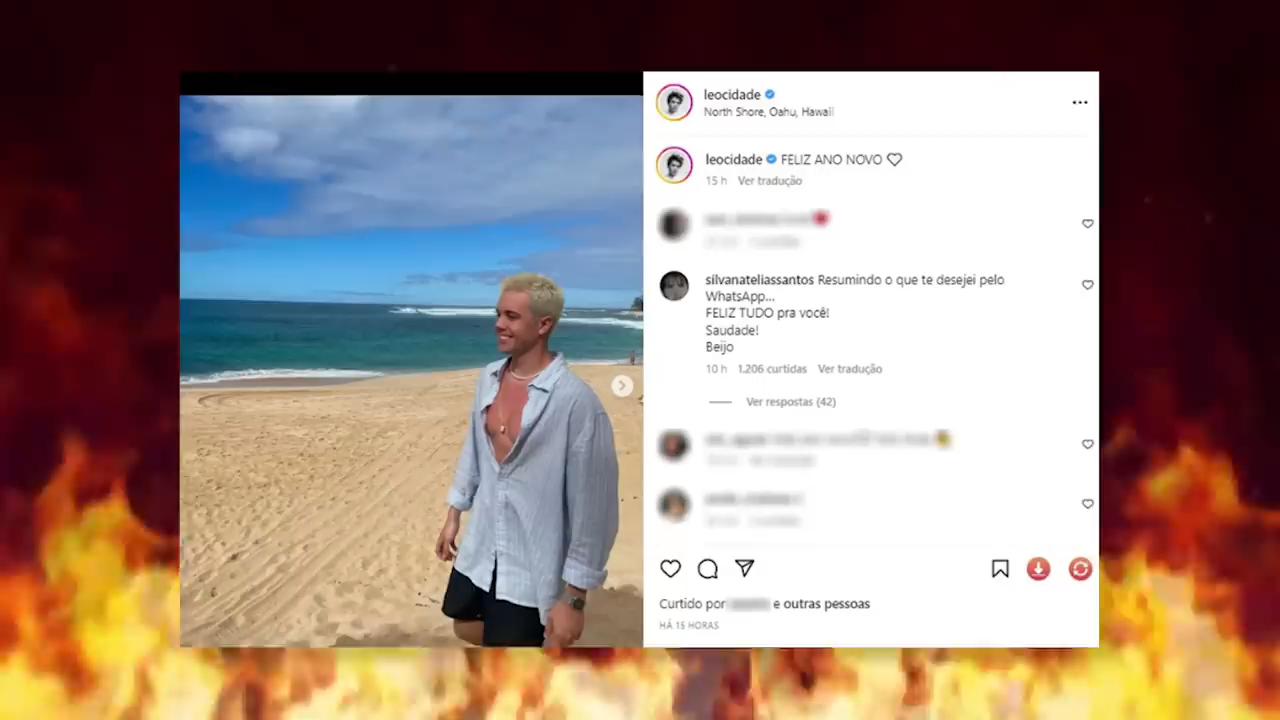 leocidade
North Shore, Oahu, Hawaii
leocidade FELIZ ANO NOVO
15 h Ver tradução
silvanateliassantos Resumindo o que te desejei pelo
WhatsApp...
FELIZ TUDO pra você!
Saudade!
Beijo
10 h 1.206 curtidas Ver tradução
Ver respostas (42)
Curtido por e outras pessoas
HÁ 15 HORAS